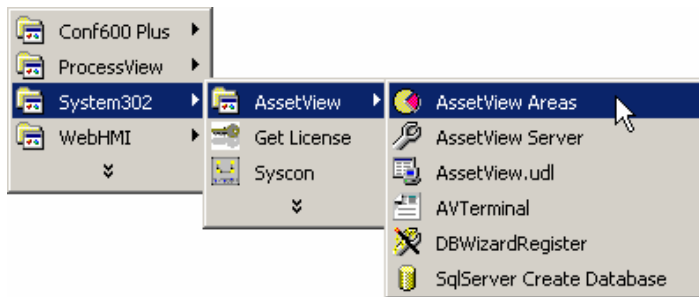 Conf600 Plus
ProcessView
System302
WebHMI
AssetView
Get License
Syscon
AssetView Areas
AssetView Server
AssetView.udl
AVTerminal
DBWizardRegister
SqlServer Create Database